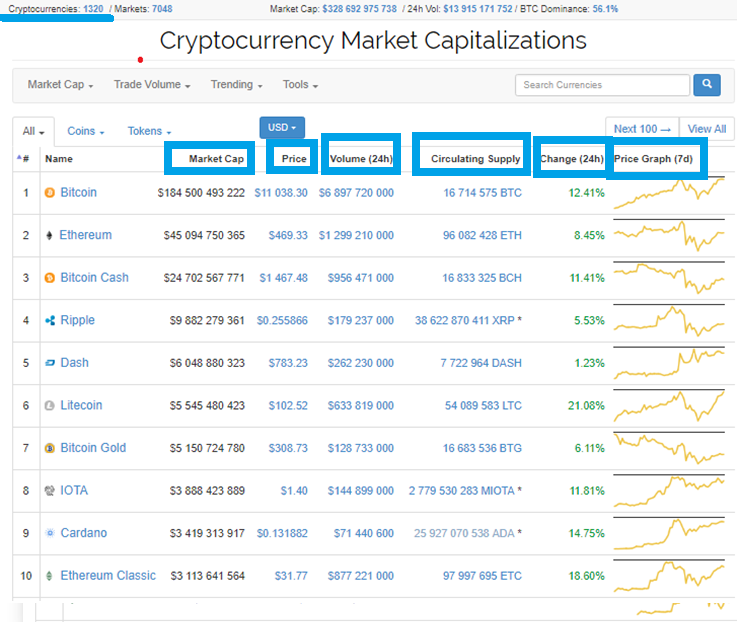 Cryptocurrencies: 1320 / Markets: 7048 Market Cap: $328 692 975 738 / 24h Vol: $13 915 171 752 / BTC Dominance: 56.1%
Cryptocurrency Market Capitalizations
Market Cap Trade Volume Trending Tools Search Currencies
All Coins Tokens USD Next 100 → View All
# Name Market Cap Price Volume (24h) Circulating Supply Change (24h) Price Graph (7d)
1 Bitcoin $184 500 493 222 $11 038.30 $6 897 720 000 16 714 575 BTC 12.41%
2 Ethereum $45 094 750 365 $469.33 $1 299 210 000 96 082 428 ETH 8.45%
3 Bitcoin Cash $24 702 567 771 $1 467.48 $956 471 000 16 833 325 BCH 11.41%
4 Ripple $9 882 279 361 $0.255866 $179 237 000 38 622 870 411 XRP * 5.53%
5 Dash $6 048 880 323 $783.23 $262 230 000 7 722 964 DASH 1.23%
6 Litecoin $5 545 480 423 $102.52 $633 819 000 54 089 583 LTC 21.08%
7 Bitcoin Gold $5 150 724 780 $308.73 $128 733 000 16 683 536 BTG 6.11%
8 IOTA $3 888 423 889 $1.40 $144 899 000 2 779 530 283 MIOTA * 11.81%
9 Cardano $3 419 313 917 $0.131882 $71 440 600 25 927 070 538 ADA * 14.75%
10 Ethereum Classic $3 113 641 564 $31.77 $877 221 000 97 997 695 ETC 18.60%